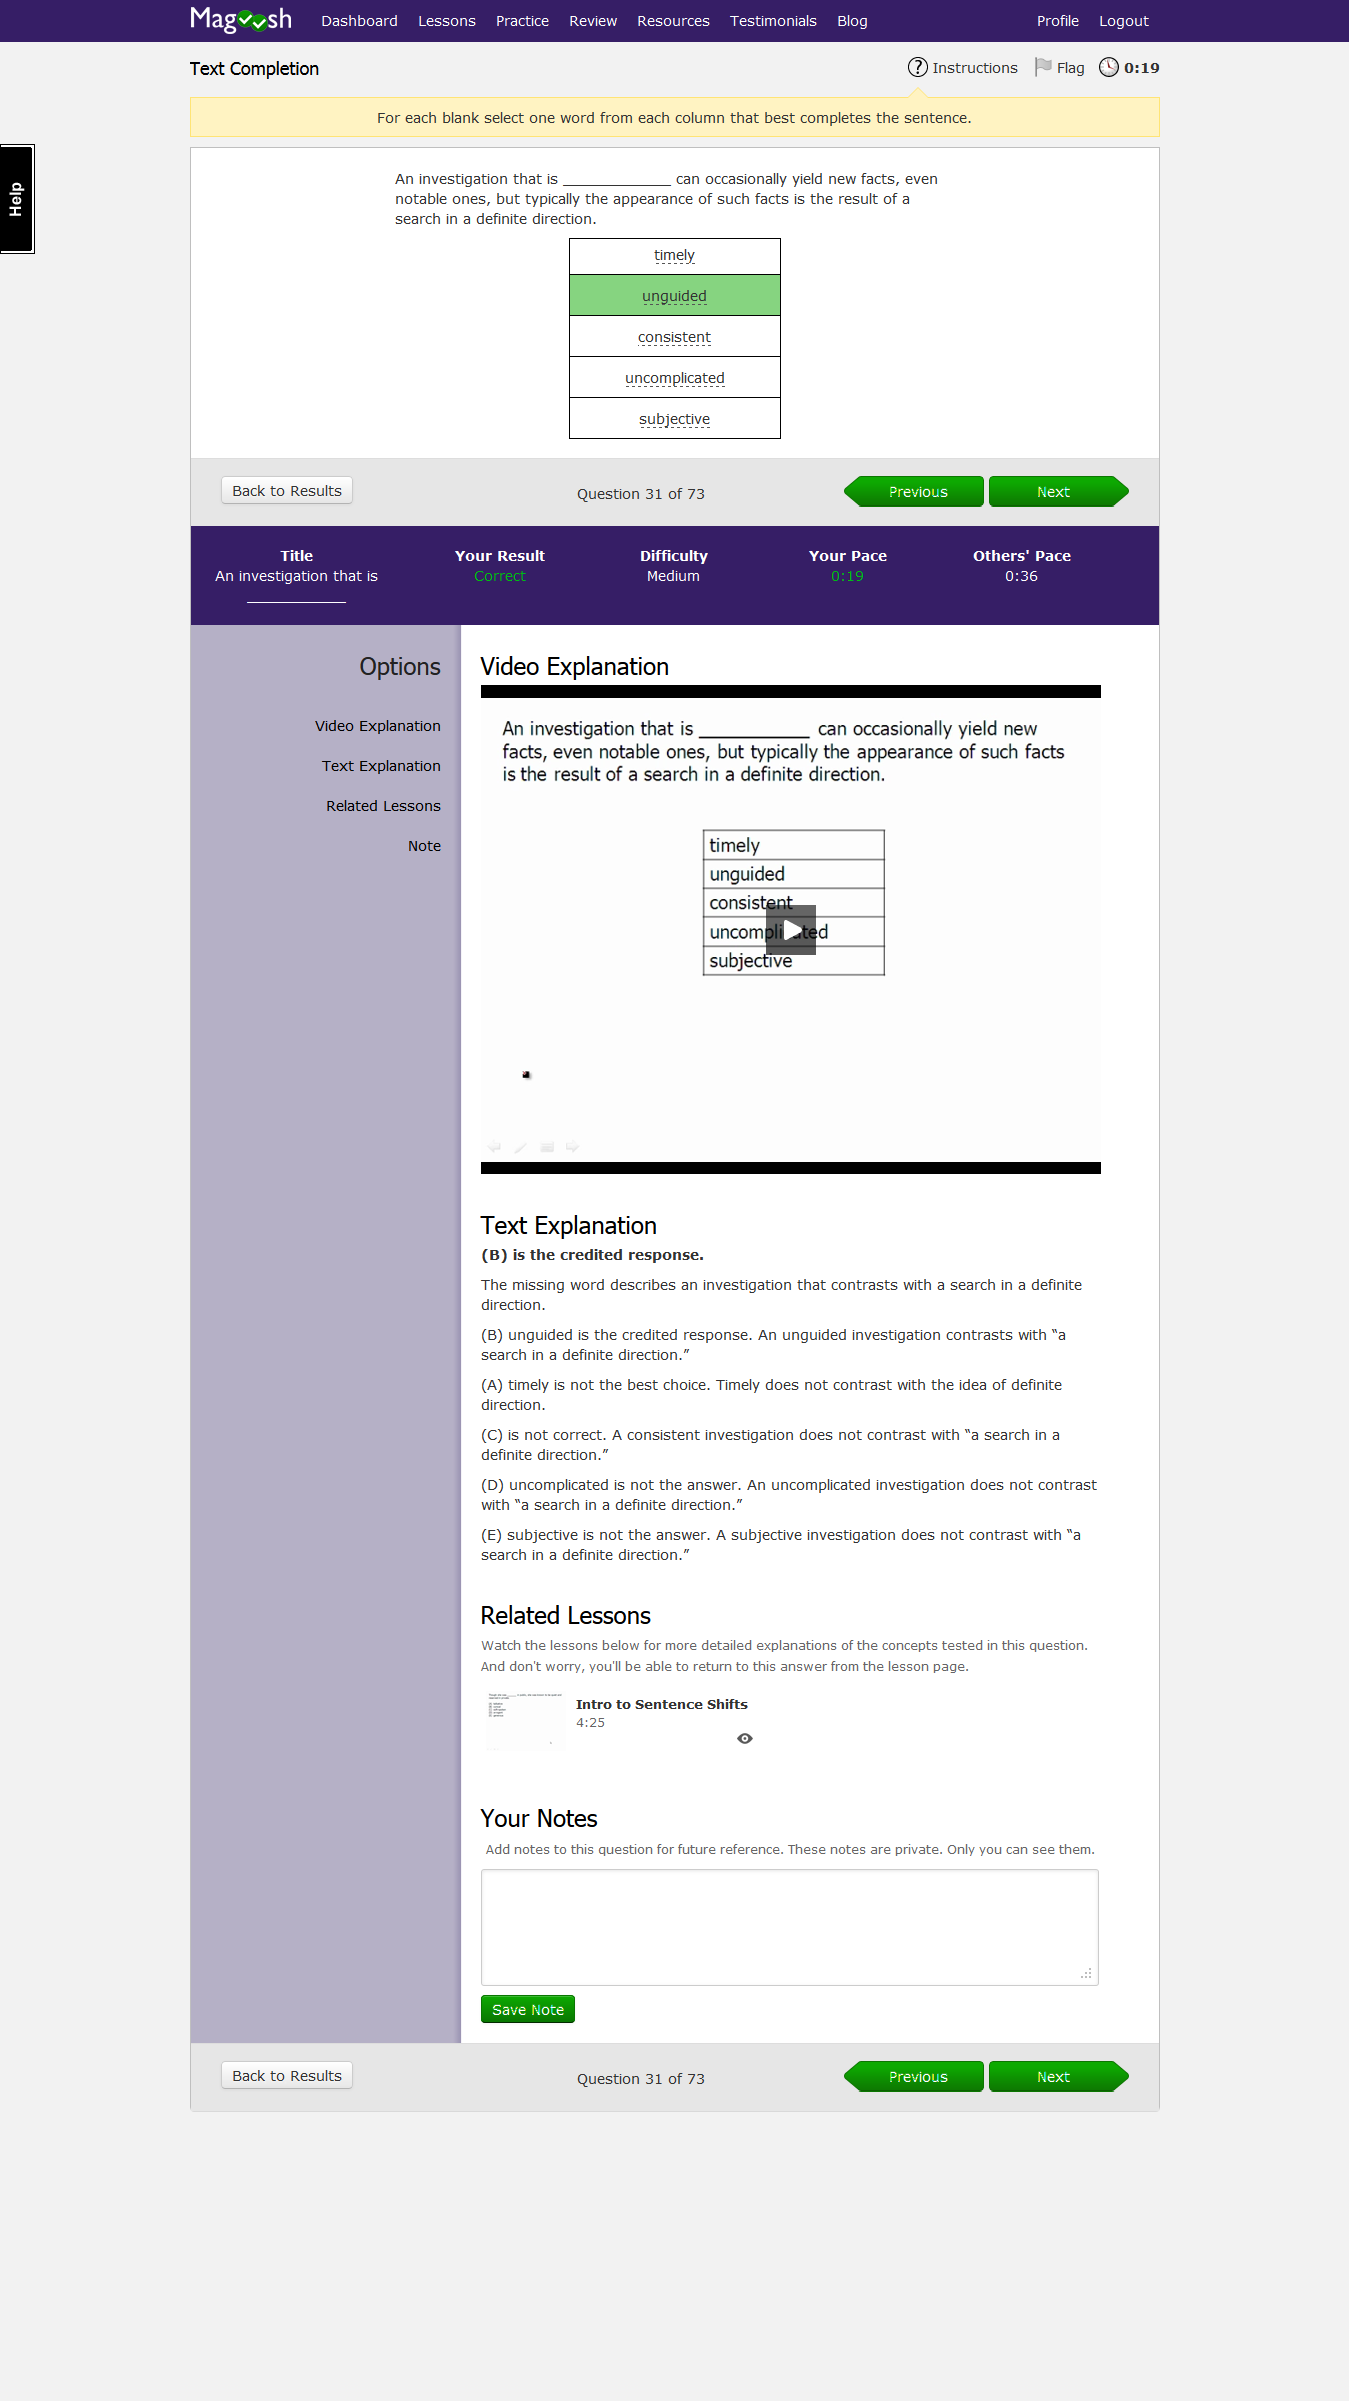 Magoosh
Dashboard Lessons Practice Review Resources Testimonials Blog Profile Logout
Text Completion
Instructions Flag 0:19
For each blank select one word from each column that best completes the sentence.
Help
An investigation that is _____________ can occasionally yield new facts, even
notable ones, but typically the appearance of such facts is the result of a
search in a definite direction.
timely
unguided
consistent
uncomplicated
subjective
Back to Results Question 31 of 73 Previous Next
Title Your Result Difficulty Your Pace Others' Pace
An investigation that is Correct Medium 0:19 0:36
_____________
Options
Video Explanation
Text Explanation
Related Lessons
Note
Video Explanation
An investigation that is ___________ can occasionally yield new
facts, even notable ones, but typically the appearance of such facts
is the result of a search in a definite direction.
timely
unguided
consistent
uncomplicated
subjective
Text Explanation
(B) is the credited response.
The missing word describes an investigation that contrasts with a search in a definite
direction.
(B) unguided is the credited response. An unguided investigation contrasts with “a
search in a definite direction.”
(A) timely is not the best choice. Timely does not contrast with the idea of definite
direction.
(C) is not correct. A consistent investigation does not contrast with “a search in a
definite direction.”
(D) uncomplicated is not the answer. An uncomplicated investigation does not contrast
with “a search in a definite direction.”
(E) subjective is not the answer. A subjective investigation does not contrast with “a
search in a definite direction.”
Related Lessons
Watch the lessons below for more detailed explanations of the concepts tested in this question.
And don't worry, you'll be able to return to this answer from the lesson page.
Intro to Sentence Shifts
4:25
Your Notes
Add notes to this question for future reference. These notes are private. Only you can see them.
Save Note
Back to Results Question 31 of 73 Previous Next